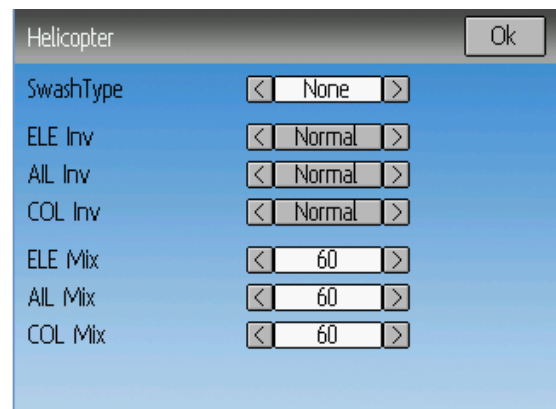 Helicopter Ok
SwashType < None >
ELE Inv < Normal >
AIL Inv < Normal >
COL Inv < Normal >
ELE Mix < 60 >
AIL Mix < 60 >
COL Mix < 60 >